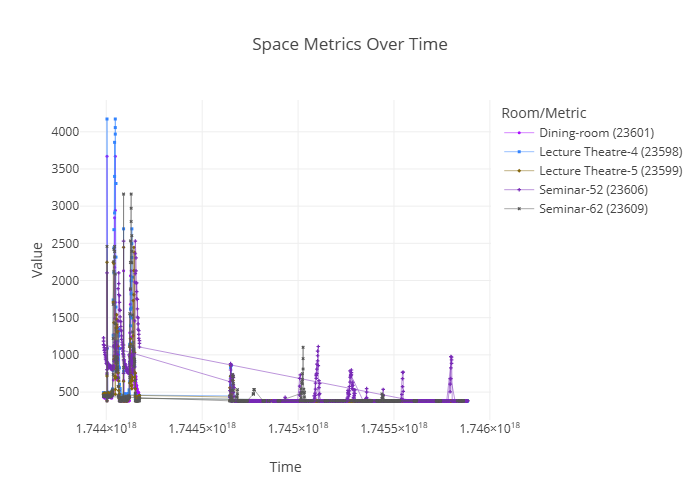 Space Metrics Over Time
Room/Metric
Dining-room (23601)
Lecture Theatre-4 (23598)
Lecture Theatre-5 (23599)
Seminar-52 (23606)
Seminar-62 (23609)
Value
4000
3500
3000
2500
2000
1500
1000
500
1.744×10¹⁸ 1.7445×10¹⁸ 1.745×10¹⁸ 1.7455×10¹⁸ 1.746×10¹⁸
Time